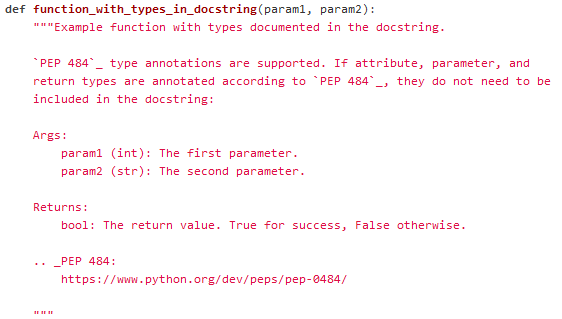 def function_with_types_in_docstring(param1, param2):
    """Example function with types documented in the docstring.

    `PEP 484`_ type annotations are supported. If attribute, parameter, and
    return types are annotated according to `PEP 484`_, they do not need to be
    included in the docstring:

    Args:
        param1 (int): The first parameter.
        param2 (str): The second parameter.

    Returns:
        bool: The return value. True for success, False otherwise.

    .. _PEP 484:
        https://www.python.org/dev/peps/pep-0484/

    """